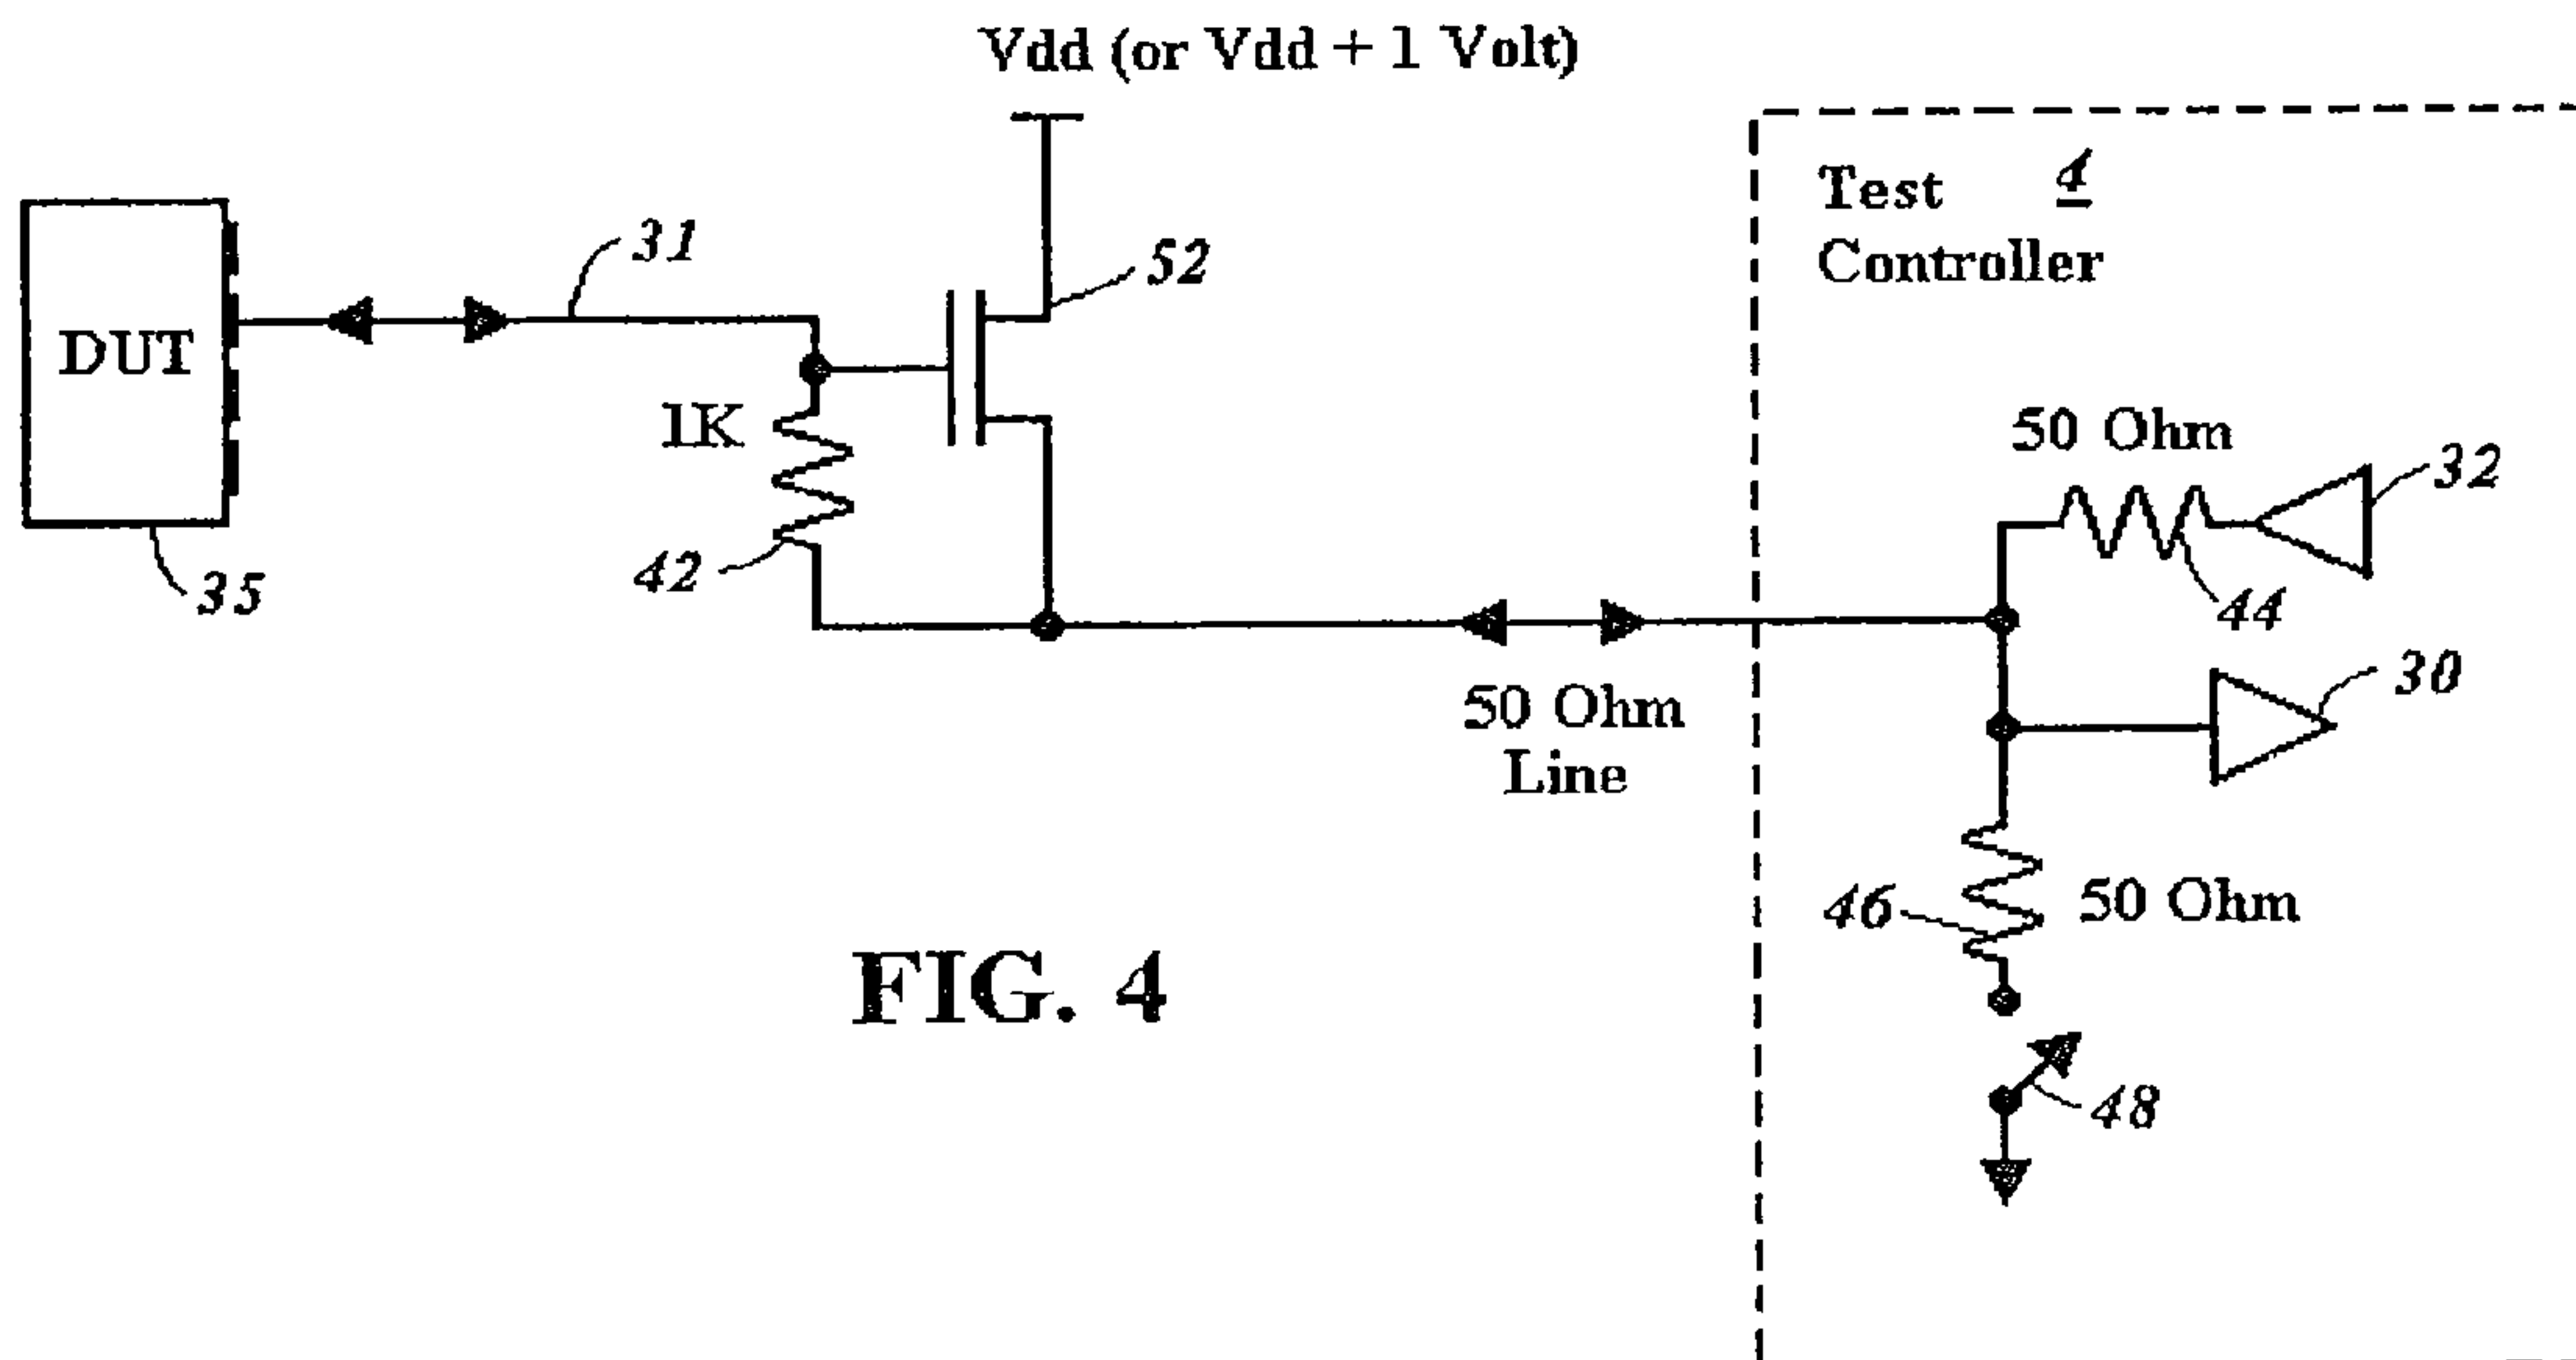 Vdd (or Vdd + 1 Volt)
Test 4
Controller
31
52
DUT
1K
50 Ohm
32
42
35
44
30
50 Ohm
Line
46
50 Ohm
FIG. 4
48